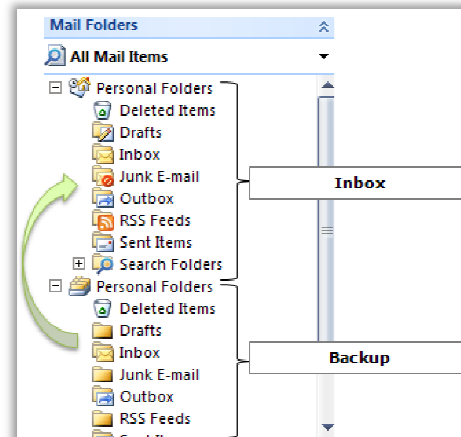 Mail Folders
All Mail Items
Personal Folders
Deleted Items
Drafts
Inbox
Junk E-mail
Outbox
RSS Feeds
Sent Items
Search Folders
Personal Folders
Deleted Items
Drafts
Inbox
Junk E-mail
Outbox
RSS Feeds
Inbox
Backup